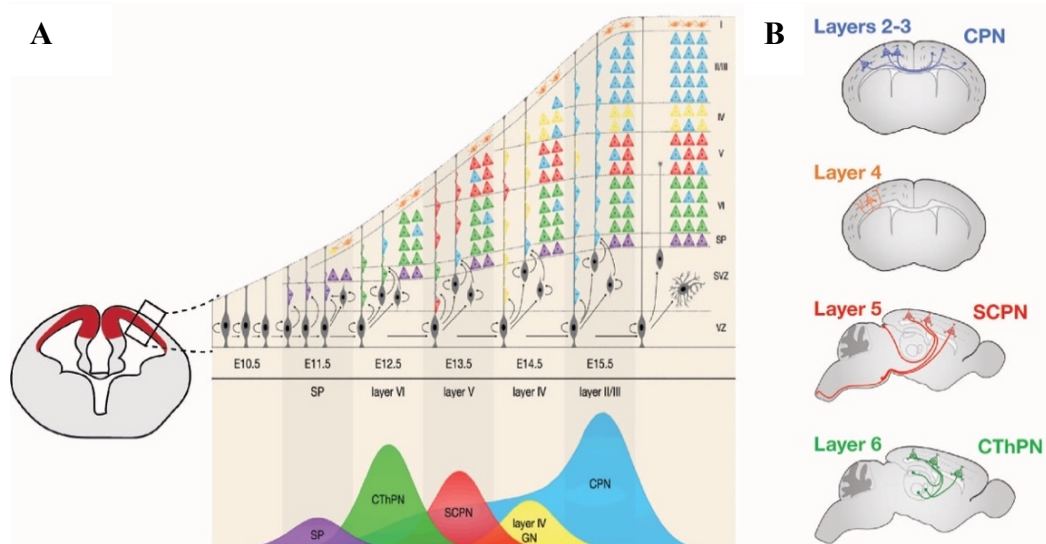 A
I
II/III
IV
V
VI
SP
SVZ
VZ
E10.5 E11.5 E12.5 E13.5 E14.5 E15.5
SP layer VI layer V layer IV layer II/III
CThPN
SCPN
CPN
SP
layer IV
GN
B
Layers 2-3
CPN
Layer 4
Layer 5
SCPN
Layer 6
CThPN